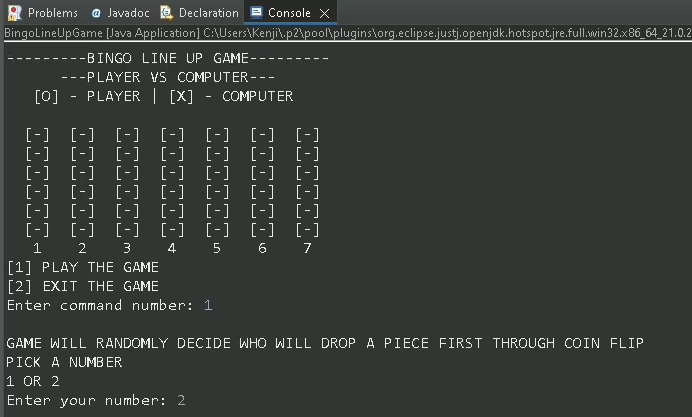 Problems @ Javadoc Declaration Console
BingoLineUpGame [Java Application] C:\Users\Kenji\.p2\pool\plugins\org.eclipse.justj.openjdk.hotspot.jre.full.win32.x86_64_21.0.2
---------BINGO LINE UP GAME---------
---PLAYER VS COMPUTER---
[O] - PLAYER | [X] - COMPUTER
[-] [-] [-] [-] [-] [-] [-]
[-] [-] [-] [-] [-] [-] [-]
[-] [-] [-] [-] [-] [-] [-]
[-] [-] [-] [-] [-] [-] [-]
[-] [-] [-] [-] [-] [-] [-]
[-] [-] [-] [-] [-] [-] [-]
1 2 3 4 5 6 7
[1] PLAY THE GAME
[2] EXIT THE GAME
Enter command number: 1
GAME WILL RANDOMLY DECIDE WHO WILL DROP A PIECE FIRST THROUGH COIN FLIP
PICK A NUMBER
1 OR 2
Enter your number: 2